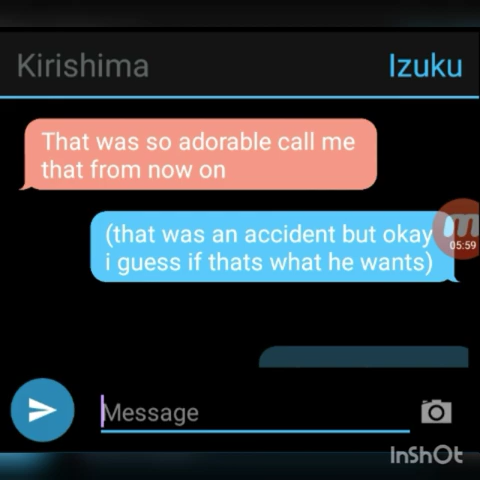 Kirishima
Izuku
That was so adorable call me
that from now on
(that was an accident but okay
i guess if thats what he wants)
05:59
Message
InShOt